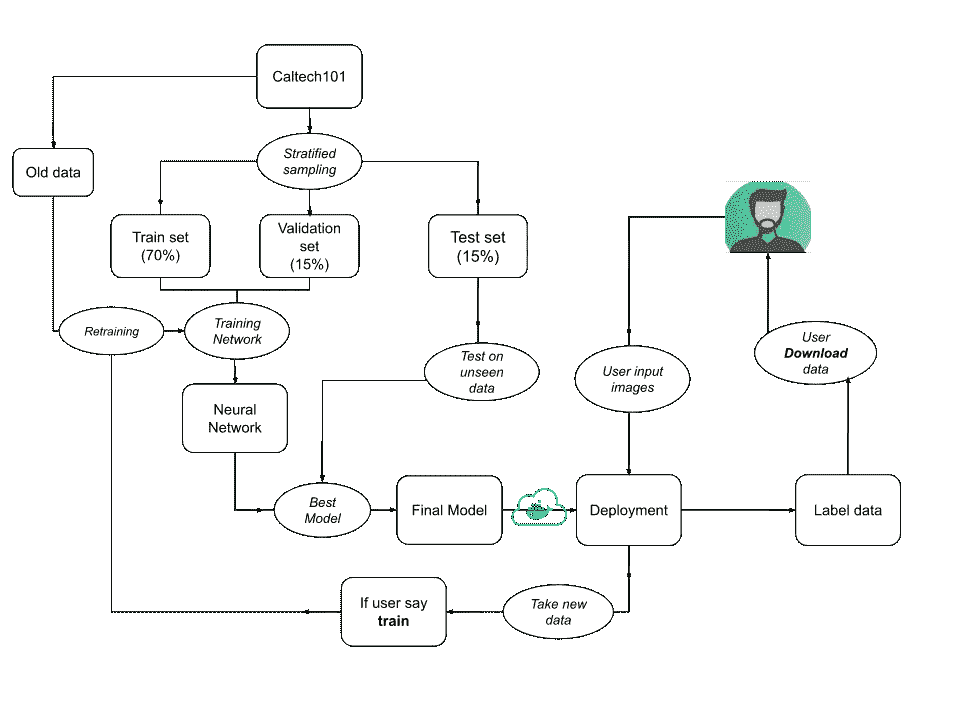 Caltech101
Stratified
sampling
Old data
Train set
(70%)
Validation
set
(15%)
Test set
(15%)
Retraining
Training
Network
Test on
unseen
data
User input
images
User
Download
data
Neural
Network
Best
Model
Final Model
Deployment
Label data
If user say
train
Take new
data